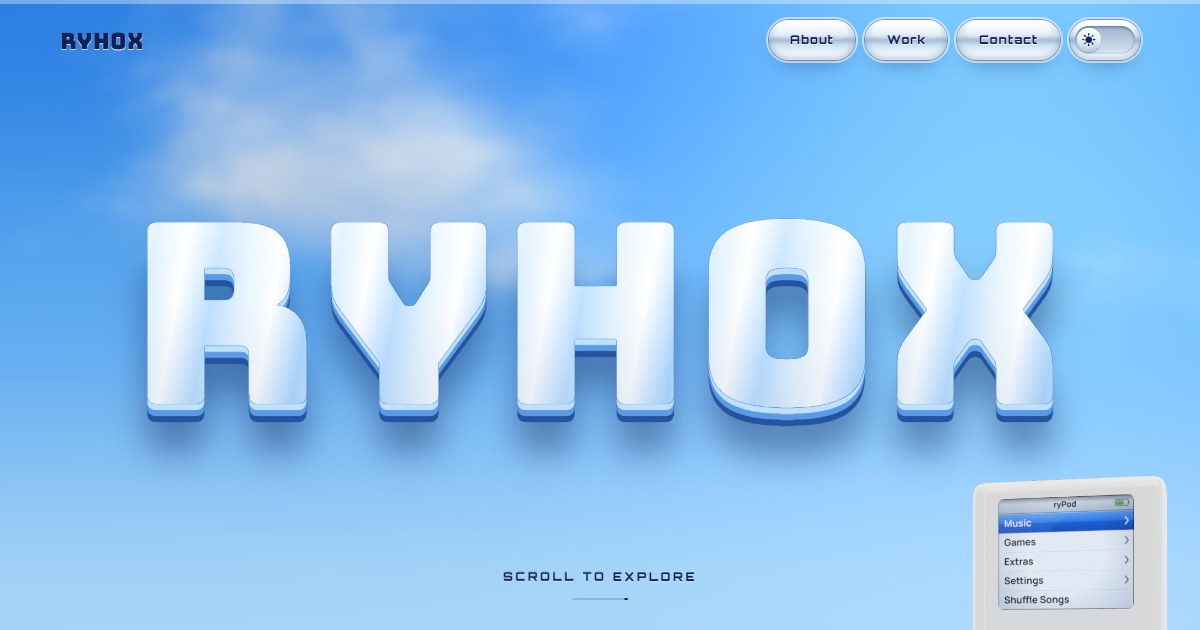 RYHOX
About
Work
Contact
RYHOX
SCROLL TO EXPLORE
ryPod
Music
Games
Extras
Settings
Shuffle Songs